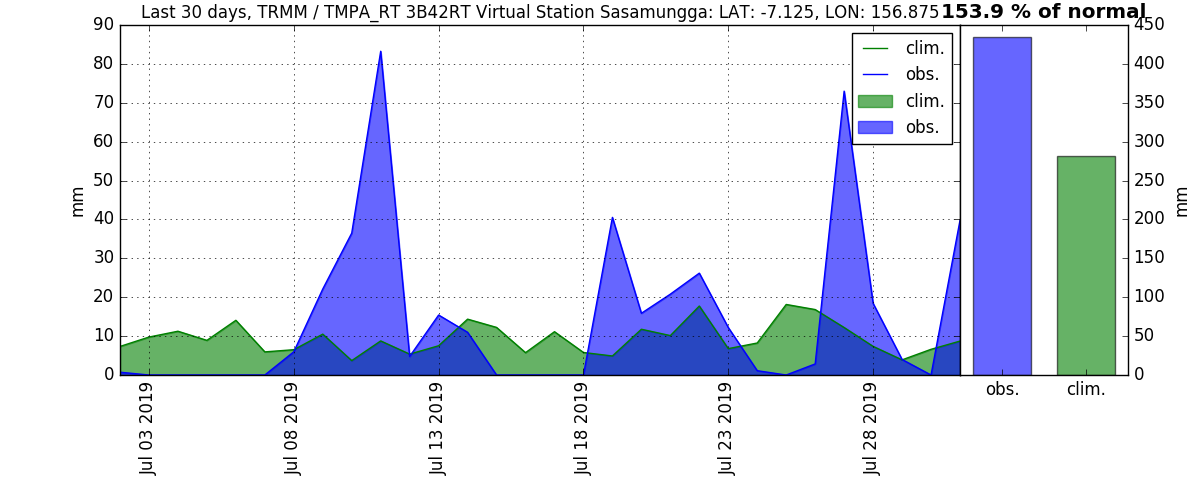 Last 30 days, TRMM / TMPA_RT 3B42RT Virtual Station Sasamungga: LAT: -7.125, LON: 156.875
153.9 % of normal
90
80
70
60
50
40
30
20
10
0
mm
clim.
obs.
clim.
obs.
Jul 03 2019
Jul 08 2019
Jul 13 2019
Jul 18 2019
Jul 23 2019
Jul 28 2019
450
400
350
300
250
200
150
100
50
0
mm
obs.
clim.